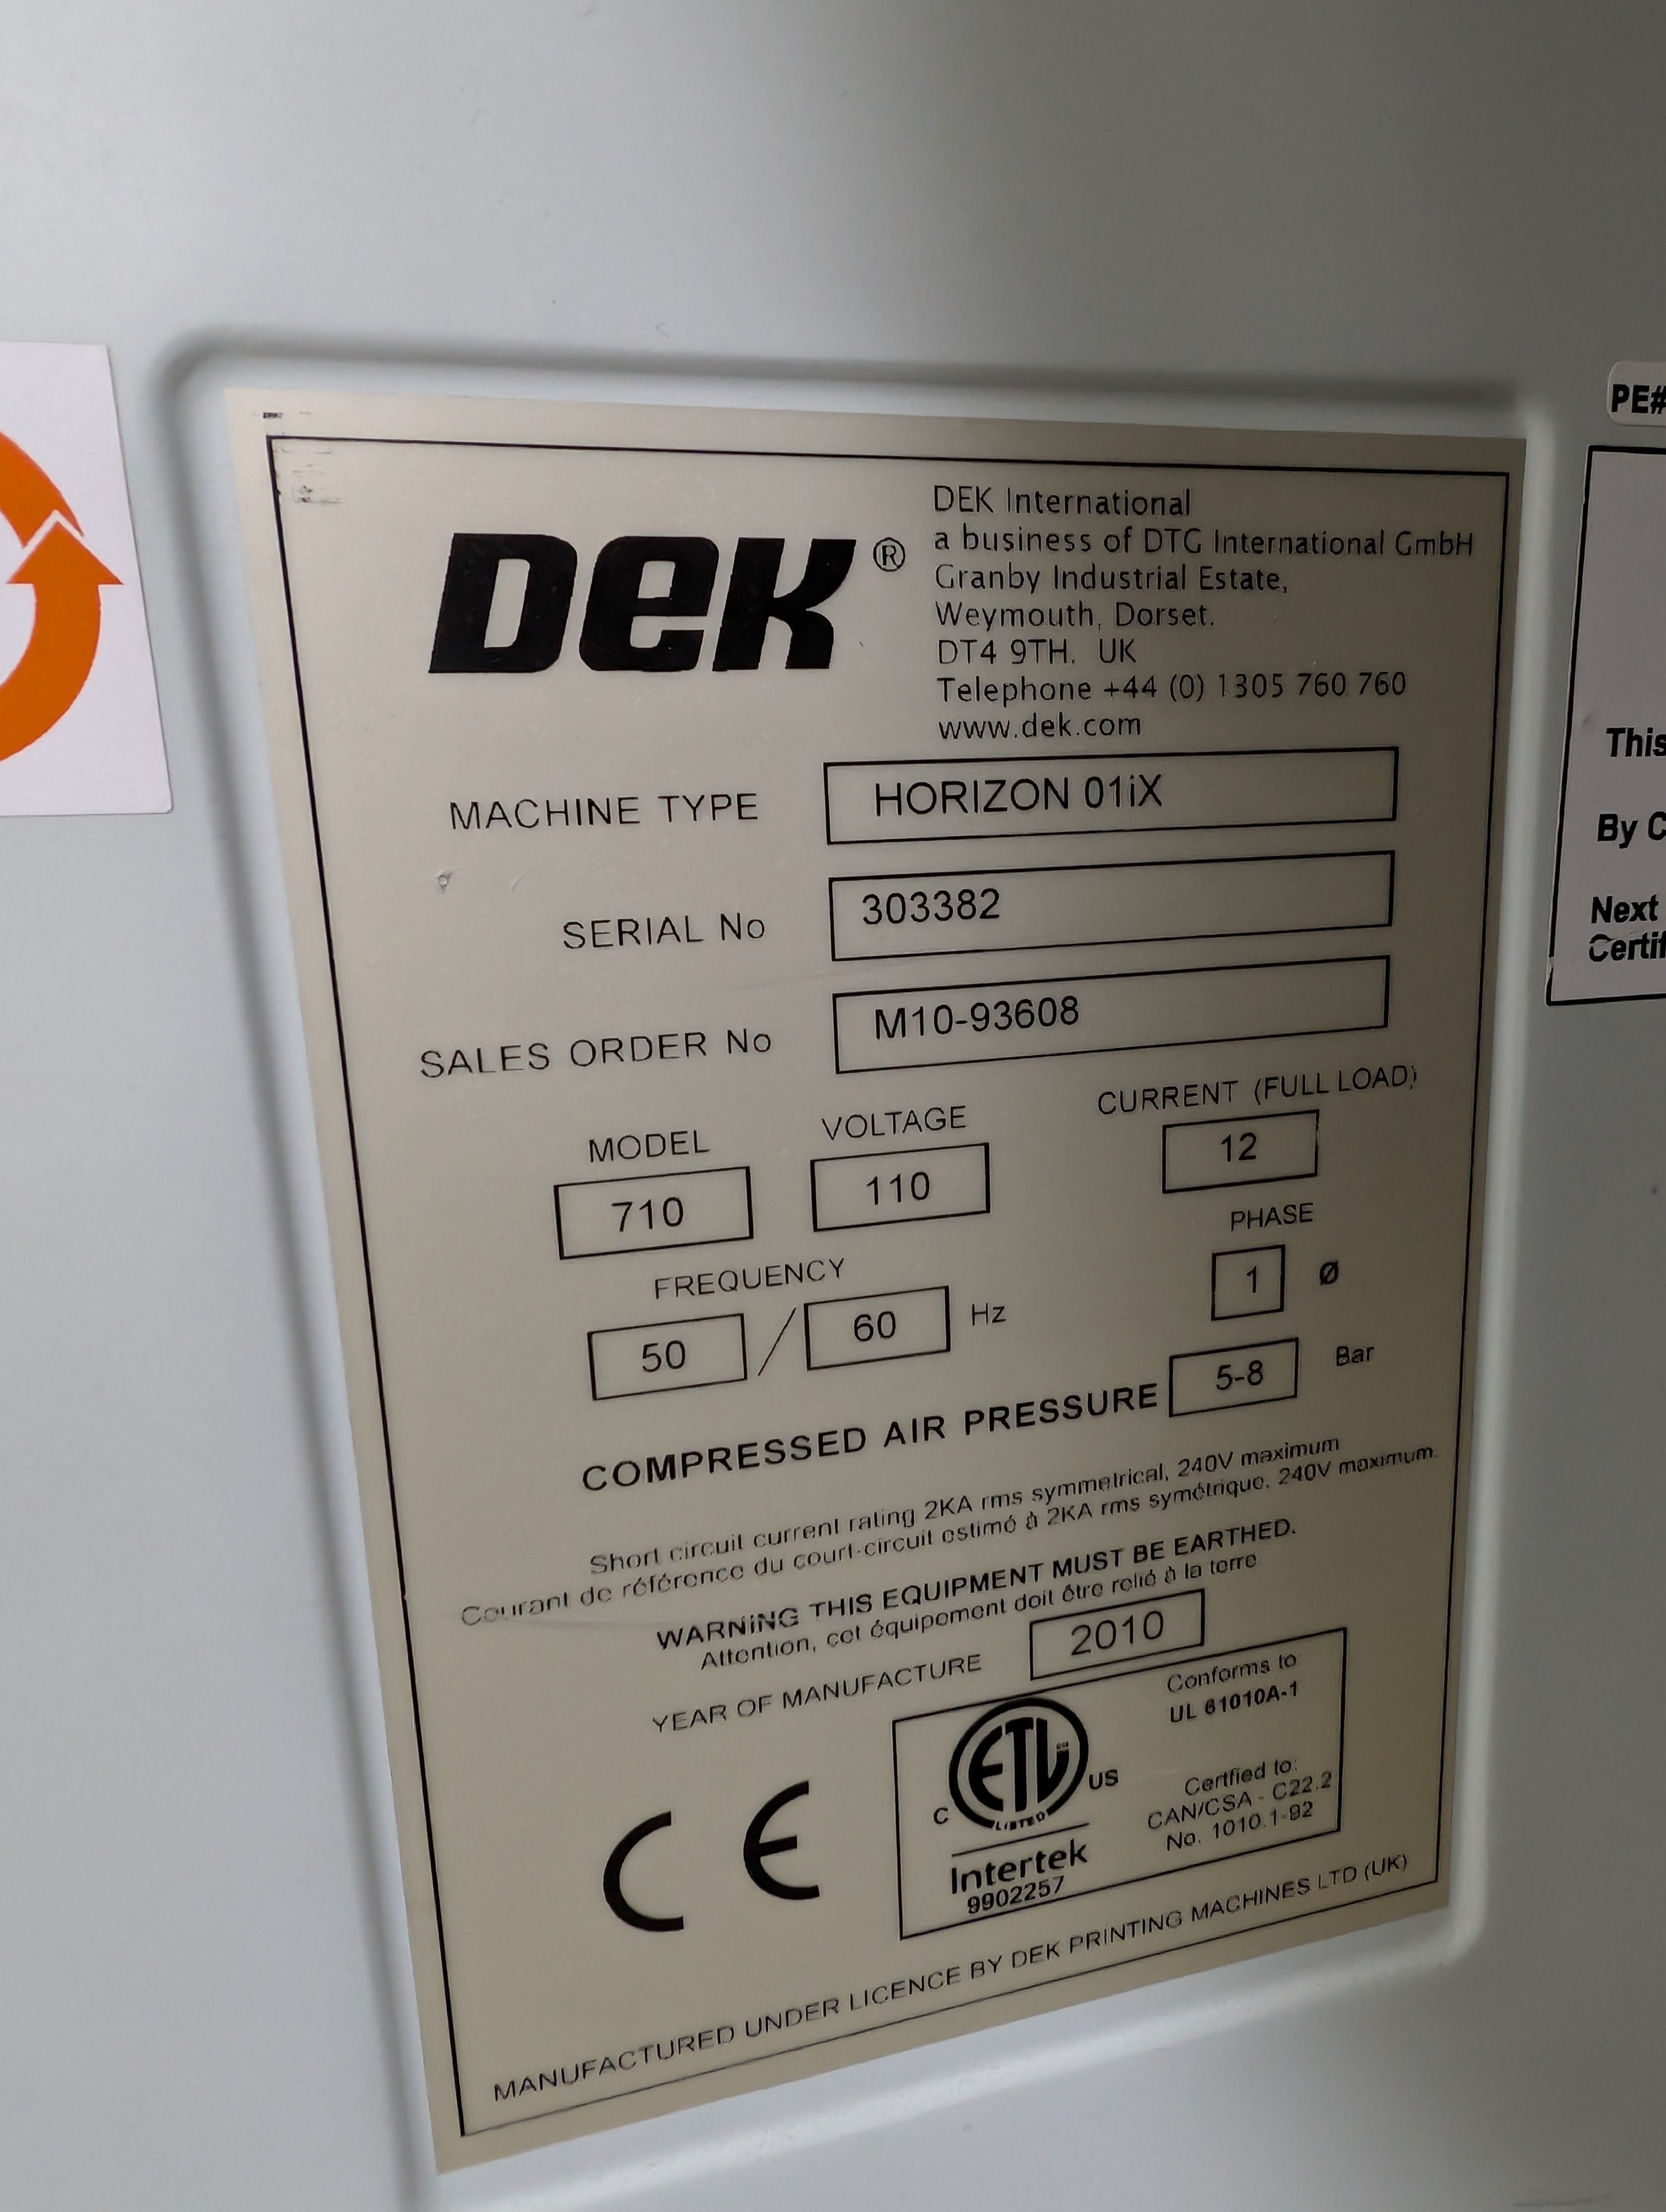 DEK®
DEK International
a business of DTG International GmbH
Granby Industrial Estate,
Weymouth, Dorset.
DT4 9TH. UK
Telephone +44 (0) 1305 760 760
www.dek.com
MACHINE TYPE HORIZON 01iX
SERIAL No 303382
SALES ORDER No M10-93608
MODEL VOLTAGE CURRENT (FULL LOAD)
710 110 12
FREQUENCY PHASE
50 / 60 Hz 1 Ø
COMPRESSED AIR PRESSURE 5-8 Bar
Short circuit current rating 2KA rms symmetrical, 240V maximum
Courant de référence du court-circuit estimé à 2KA rms symétrique, 240V maximum.
WARNING THIS EQUIPMENT MUST BE EARTHED.
Attention, cet équipement doit être relié à la terre
YEAR OF MANUFACTURE 2010
CE
C ETL US
LISTED
Intertek
9902257
Conforms to
UL 61010A-1
Certfied to:
CAN/CSA - C22.2
No. 1010.1-92
MANUFACTURED UNDER LICENCE BY DEK PRINTING MACHINES LTD (UK)
PE#
This
By C
Next
Certif